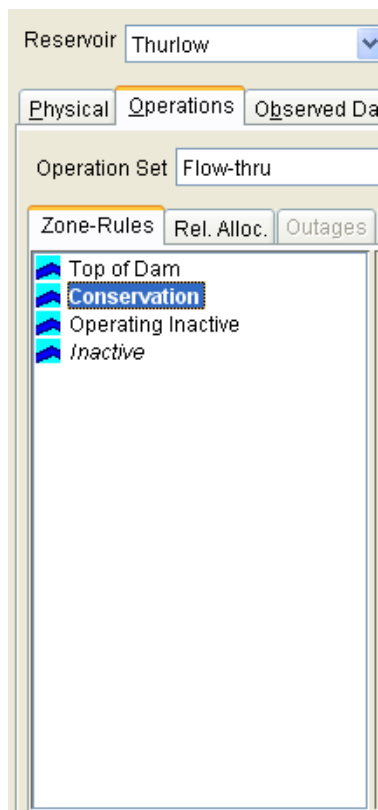 Reservoir Thurlow
Physical Operations Observed Da
Operation Set Flow-thru
Zone-Rules Rel. Alloc. Outages
Top of Dam
Conservation
Operating Inactive
Inactive